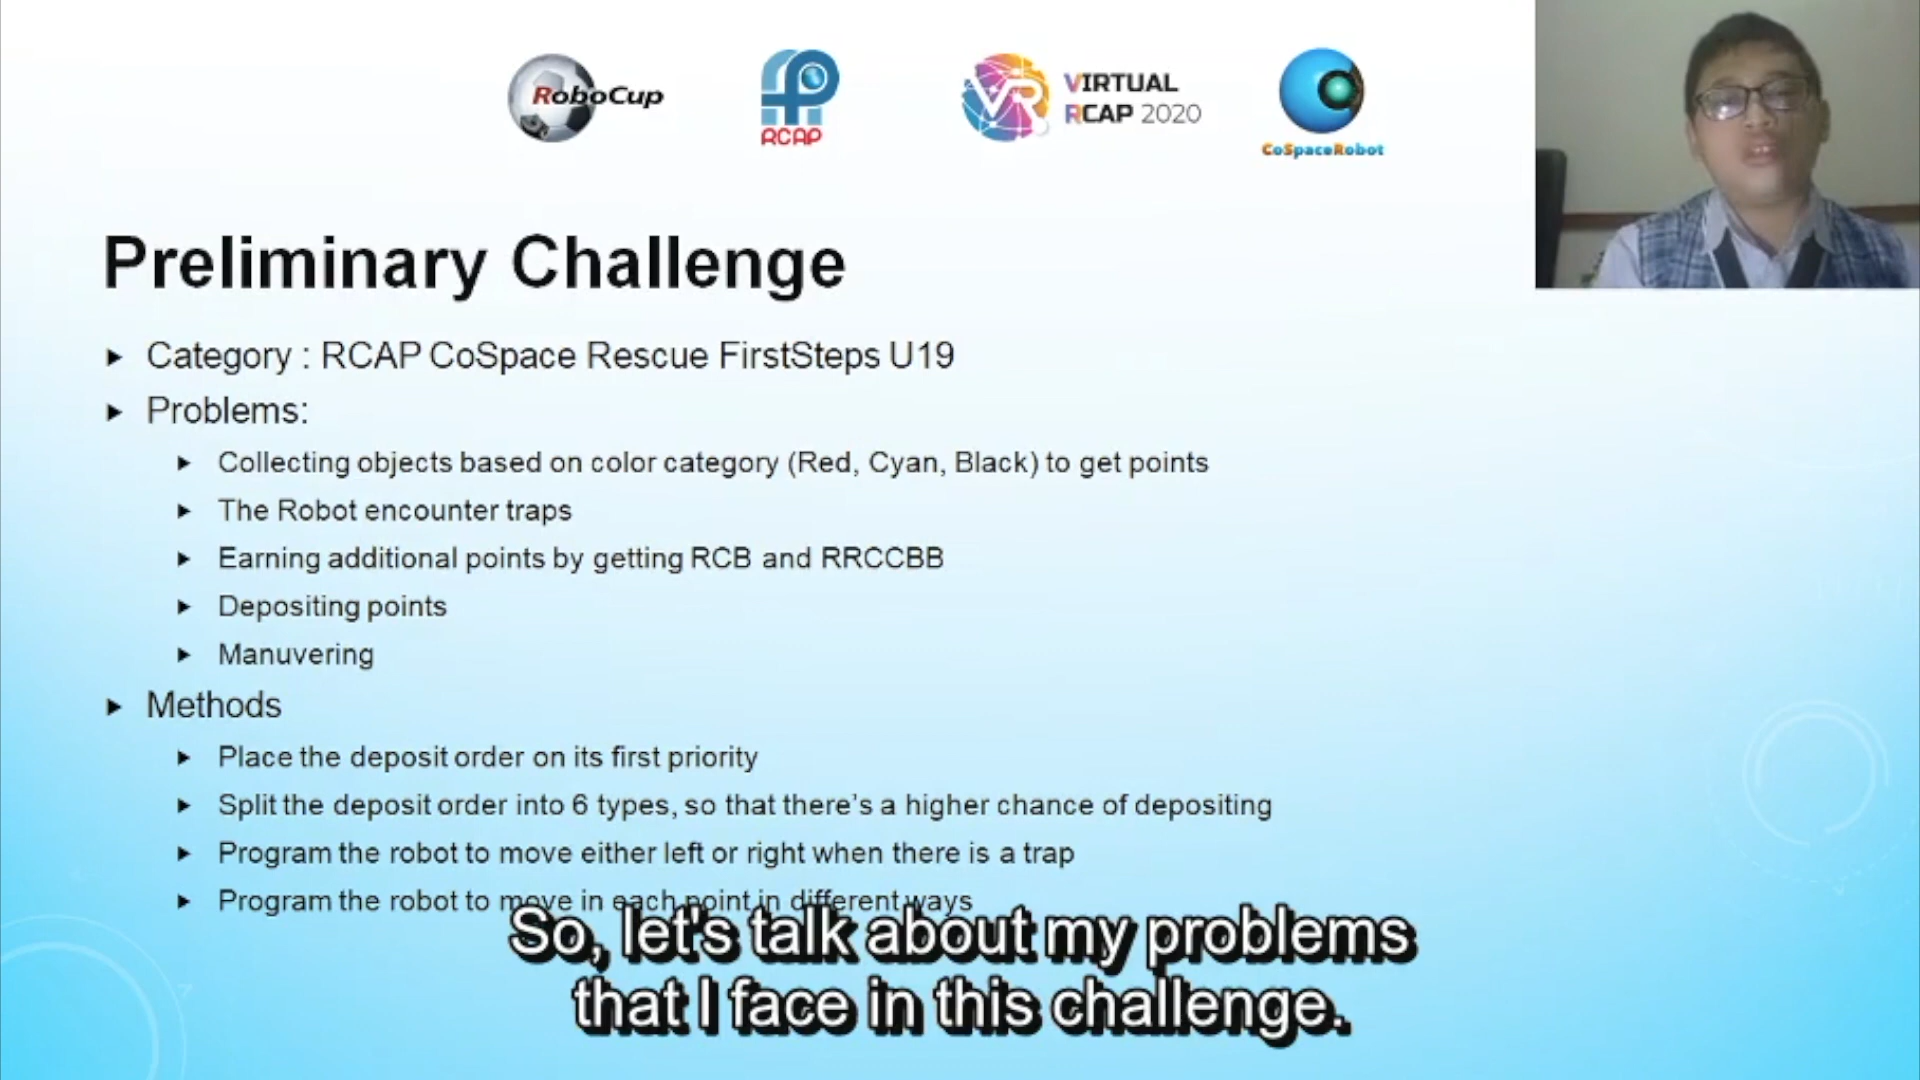 RoboCup
RCAP
VR
VIRTUAL
RCAP 2020
CoSpaceRobot
Preliminary Challenge
Category : RCAP CoSpace Rescue FirstSteps U19
Problems:
Collecting objects based on color category (Red, Cyan, Black) to get points
The Robot encounter traps
Earning additional points by getting RCB and RRCCBB
Depositing points
Manuvering
Methods
Place the deposit order on its first priority
Split the deposit order into 6 types, so that there's a higher chance of depositing
Program the robot to move either left or right when there is a trap
Program the robot to move in each point in different ways
So, let's talk about my problems
that I face in this challenge.